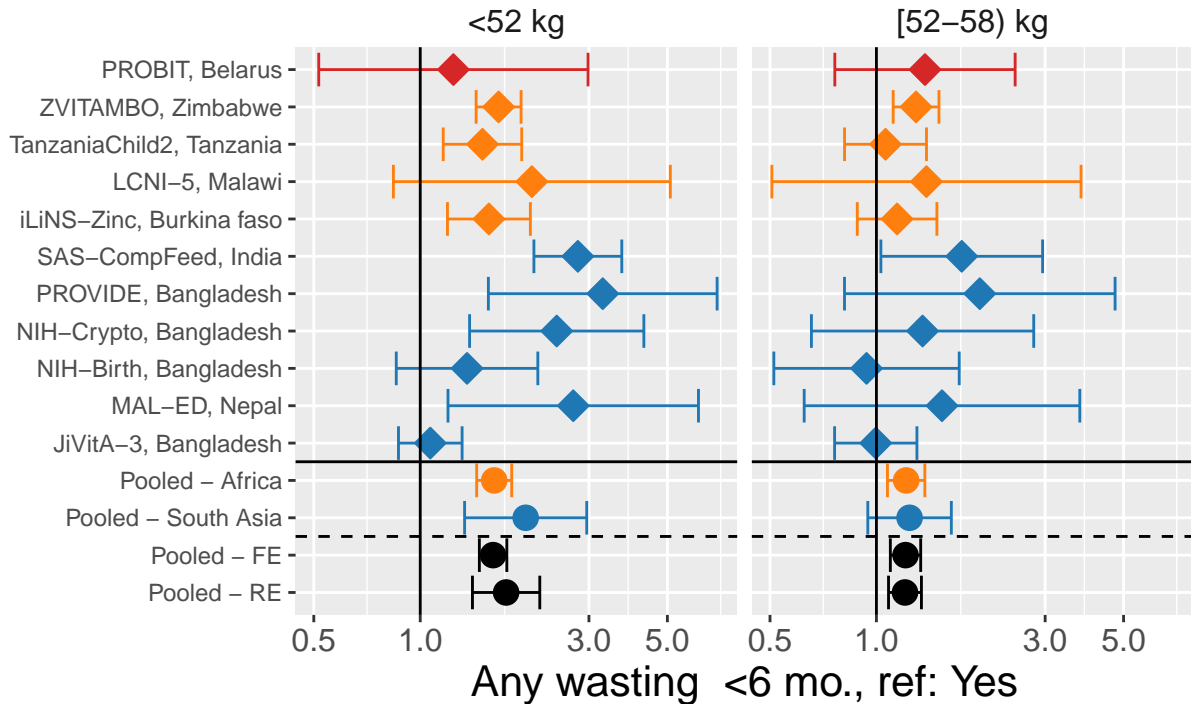 <52 kg
[52−58) kg
PROBIT, Belarus
ZVITAMBO, Zimbabwe
TanzaniaChild2, Tanzania
LCNI−5, Malawi
iLiNS−Zinc, Burkina faso
SAS−CompFeed, India
PROVIDE, Bangladesh
NIH−Crypto, Bangladesh
NIH−Birth, Bangladesh
MAL−ED, Nepal
JiVitA−3, Bangladesh
Pooled − Africa
Pooled − South Asia
Pooled − FE
Pooled − RE
0.5 1.0 3.0 5.0 0.5 1.0 3.0 5.0
Any wasting <6 mo., ref: Yes